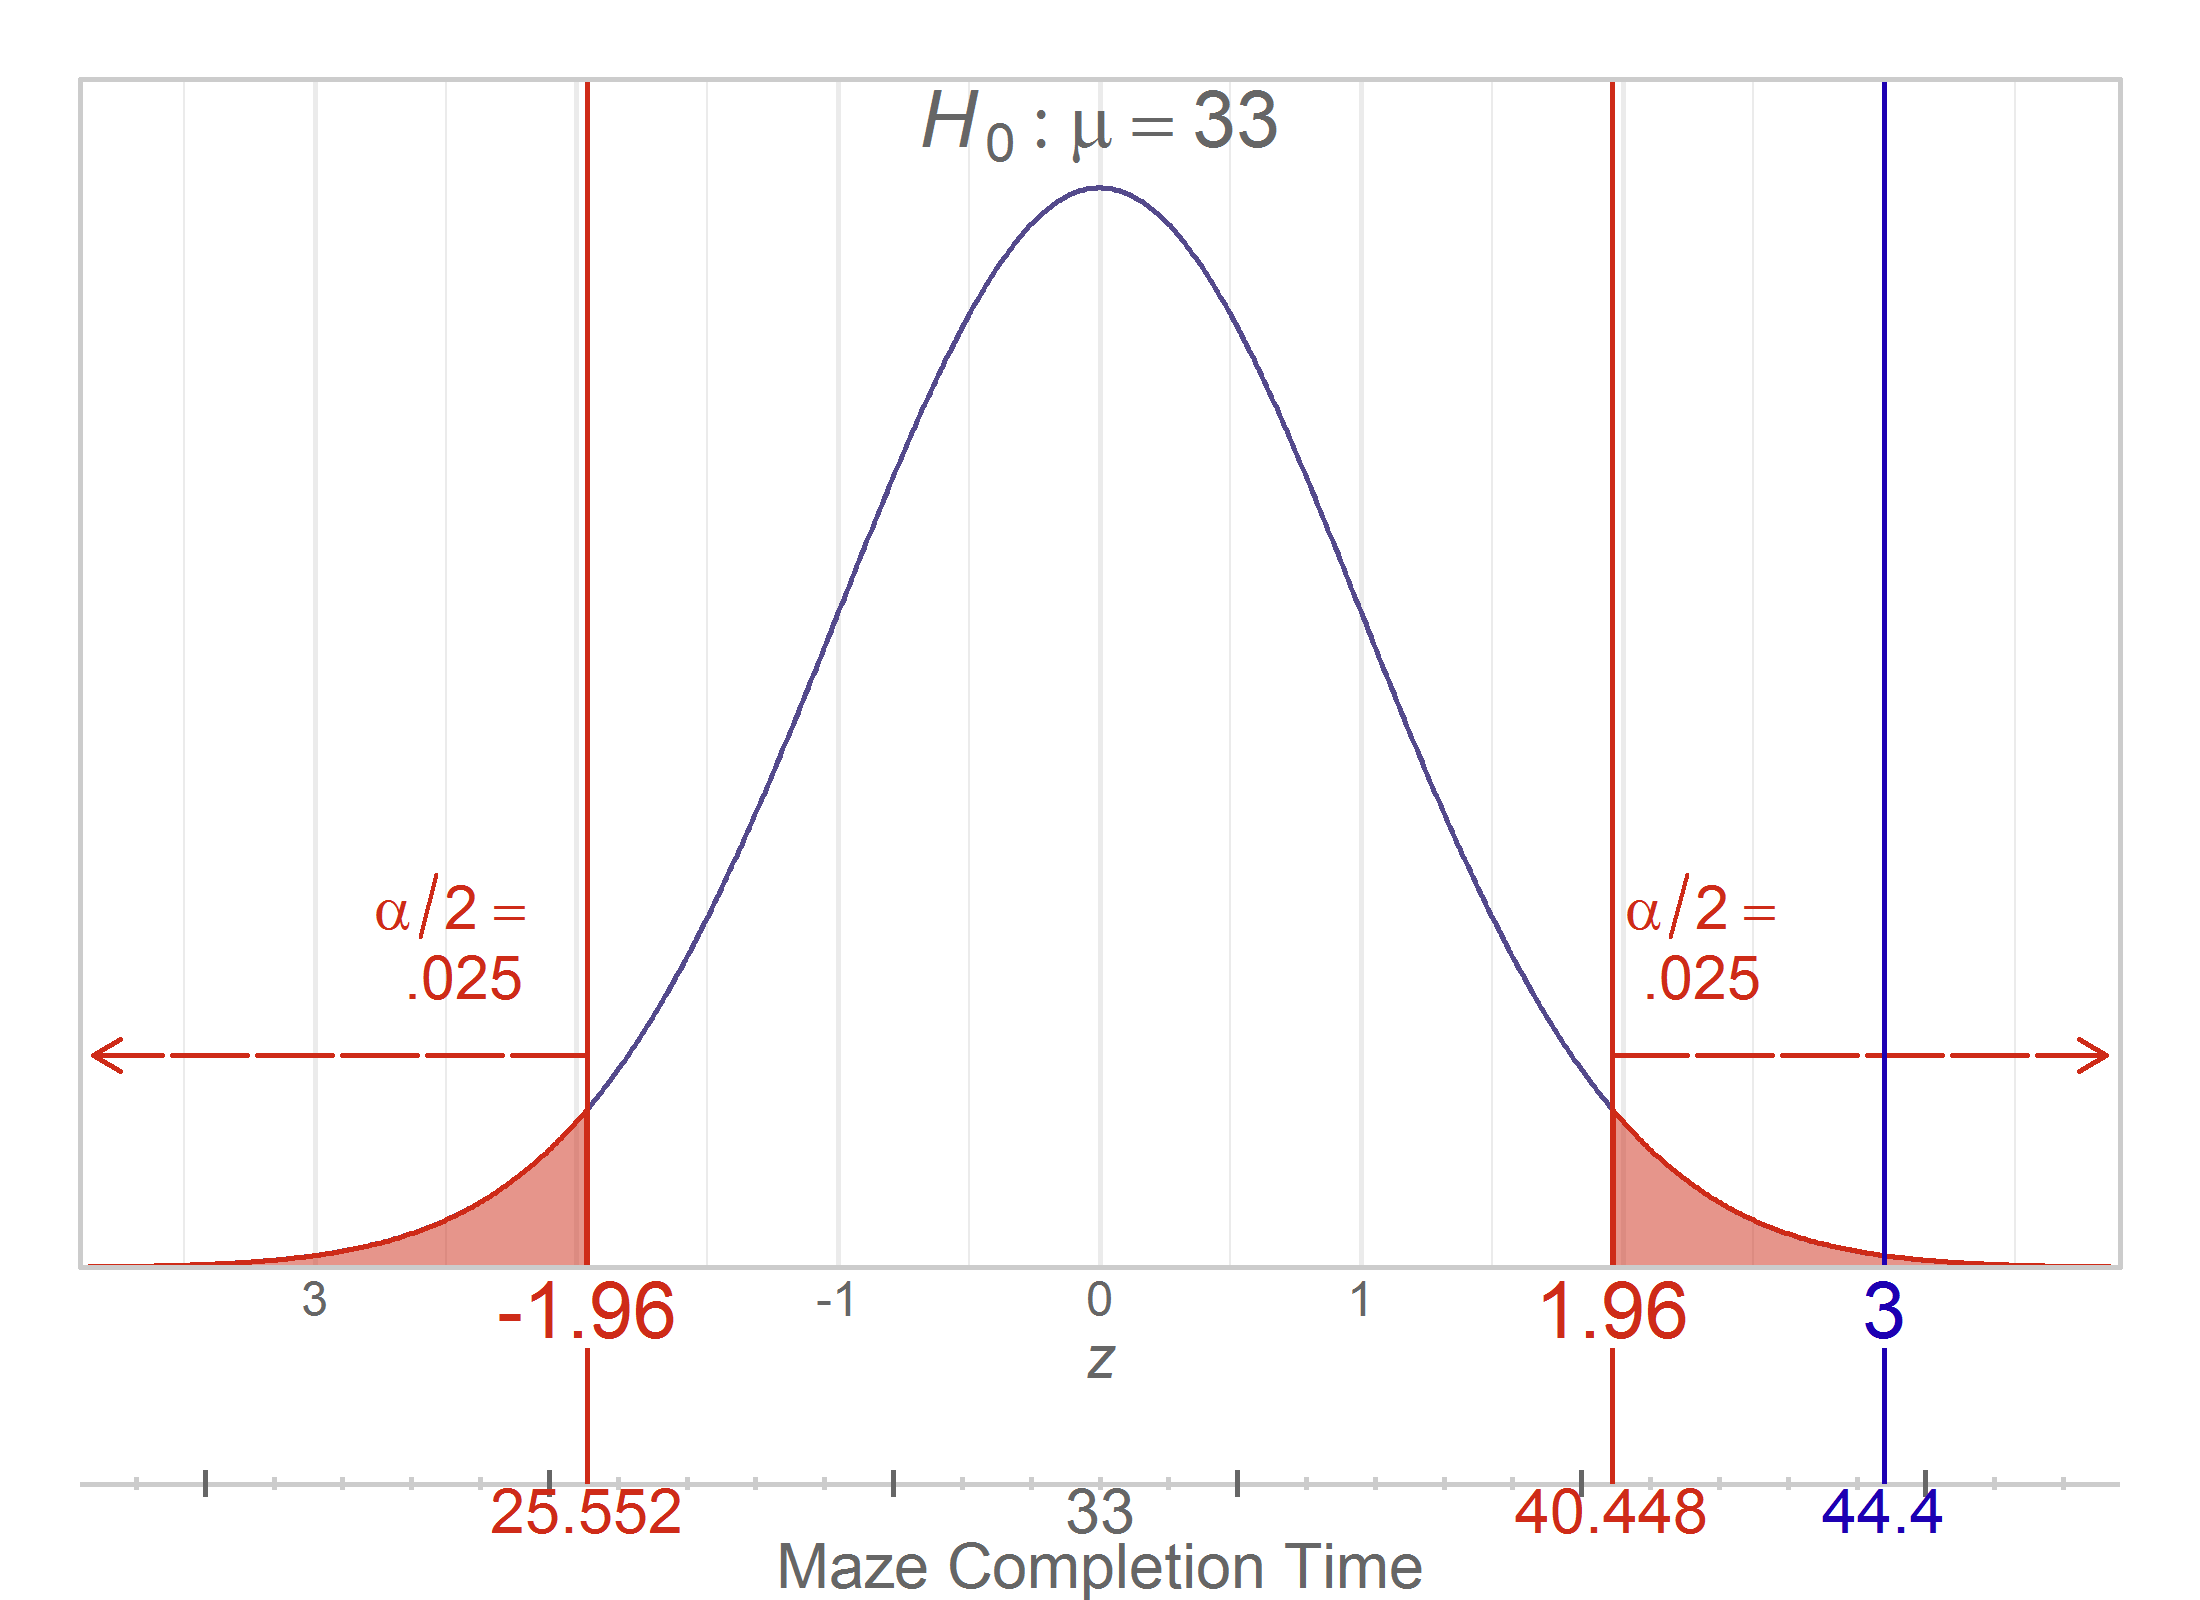 H0 : μ = 33
α/2 =
.025
α/2 =
.025
3 -1.96 -1 0 1 1.96 3
z
25.552 33 40.448 44.4
Maze Completion Time